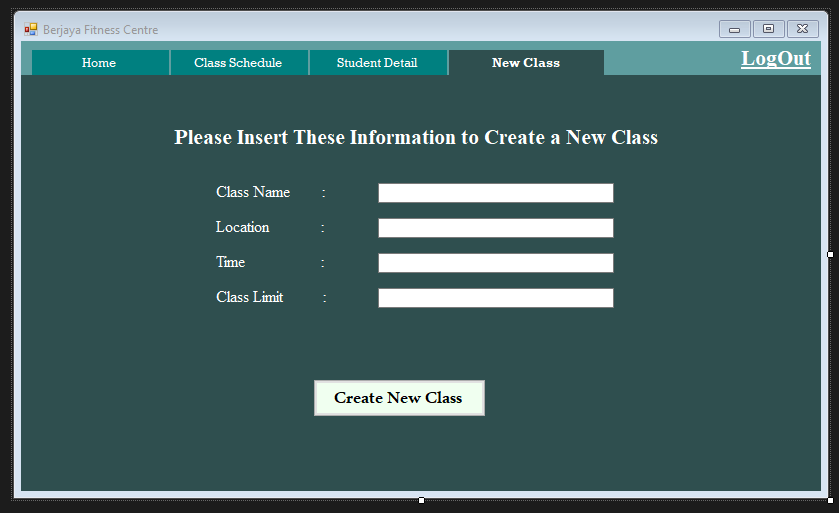 Berjaya Fitness Centre
Home Class Schedule Student Detail New Class LogOut
Please Insert These Information to Create a New Class
Class Name :
Location :
Time :
Class Limit :
Create New Class